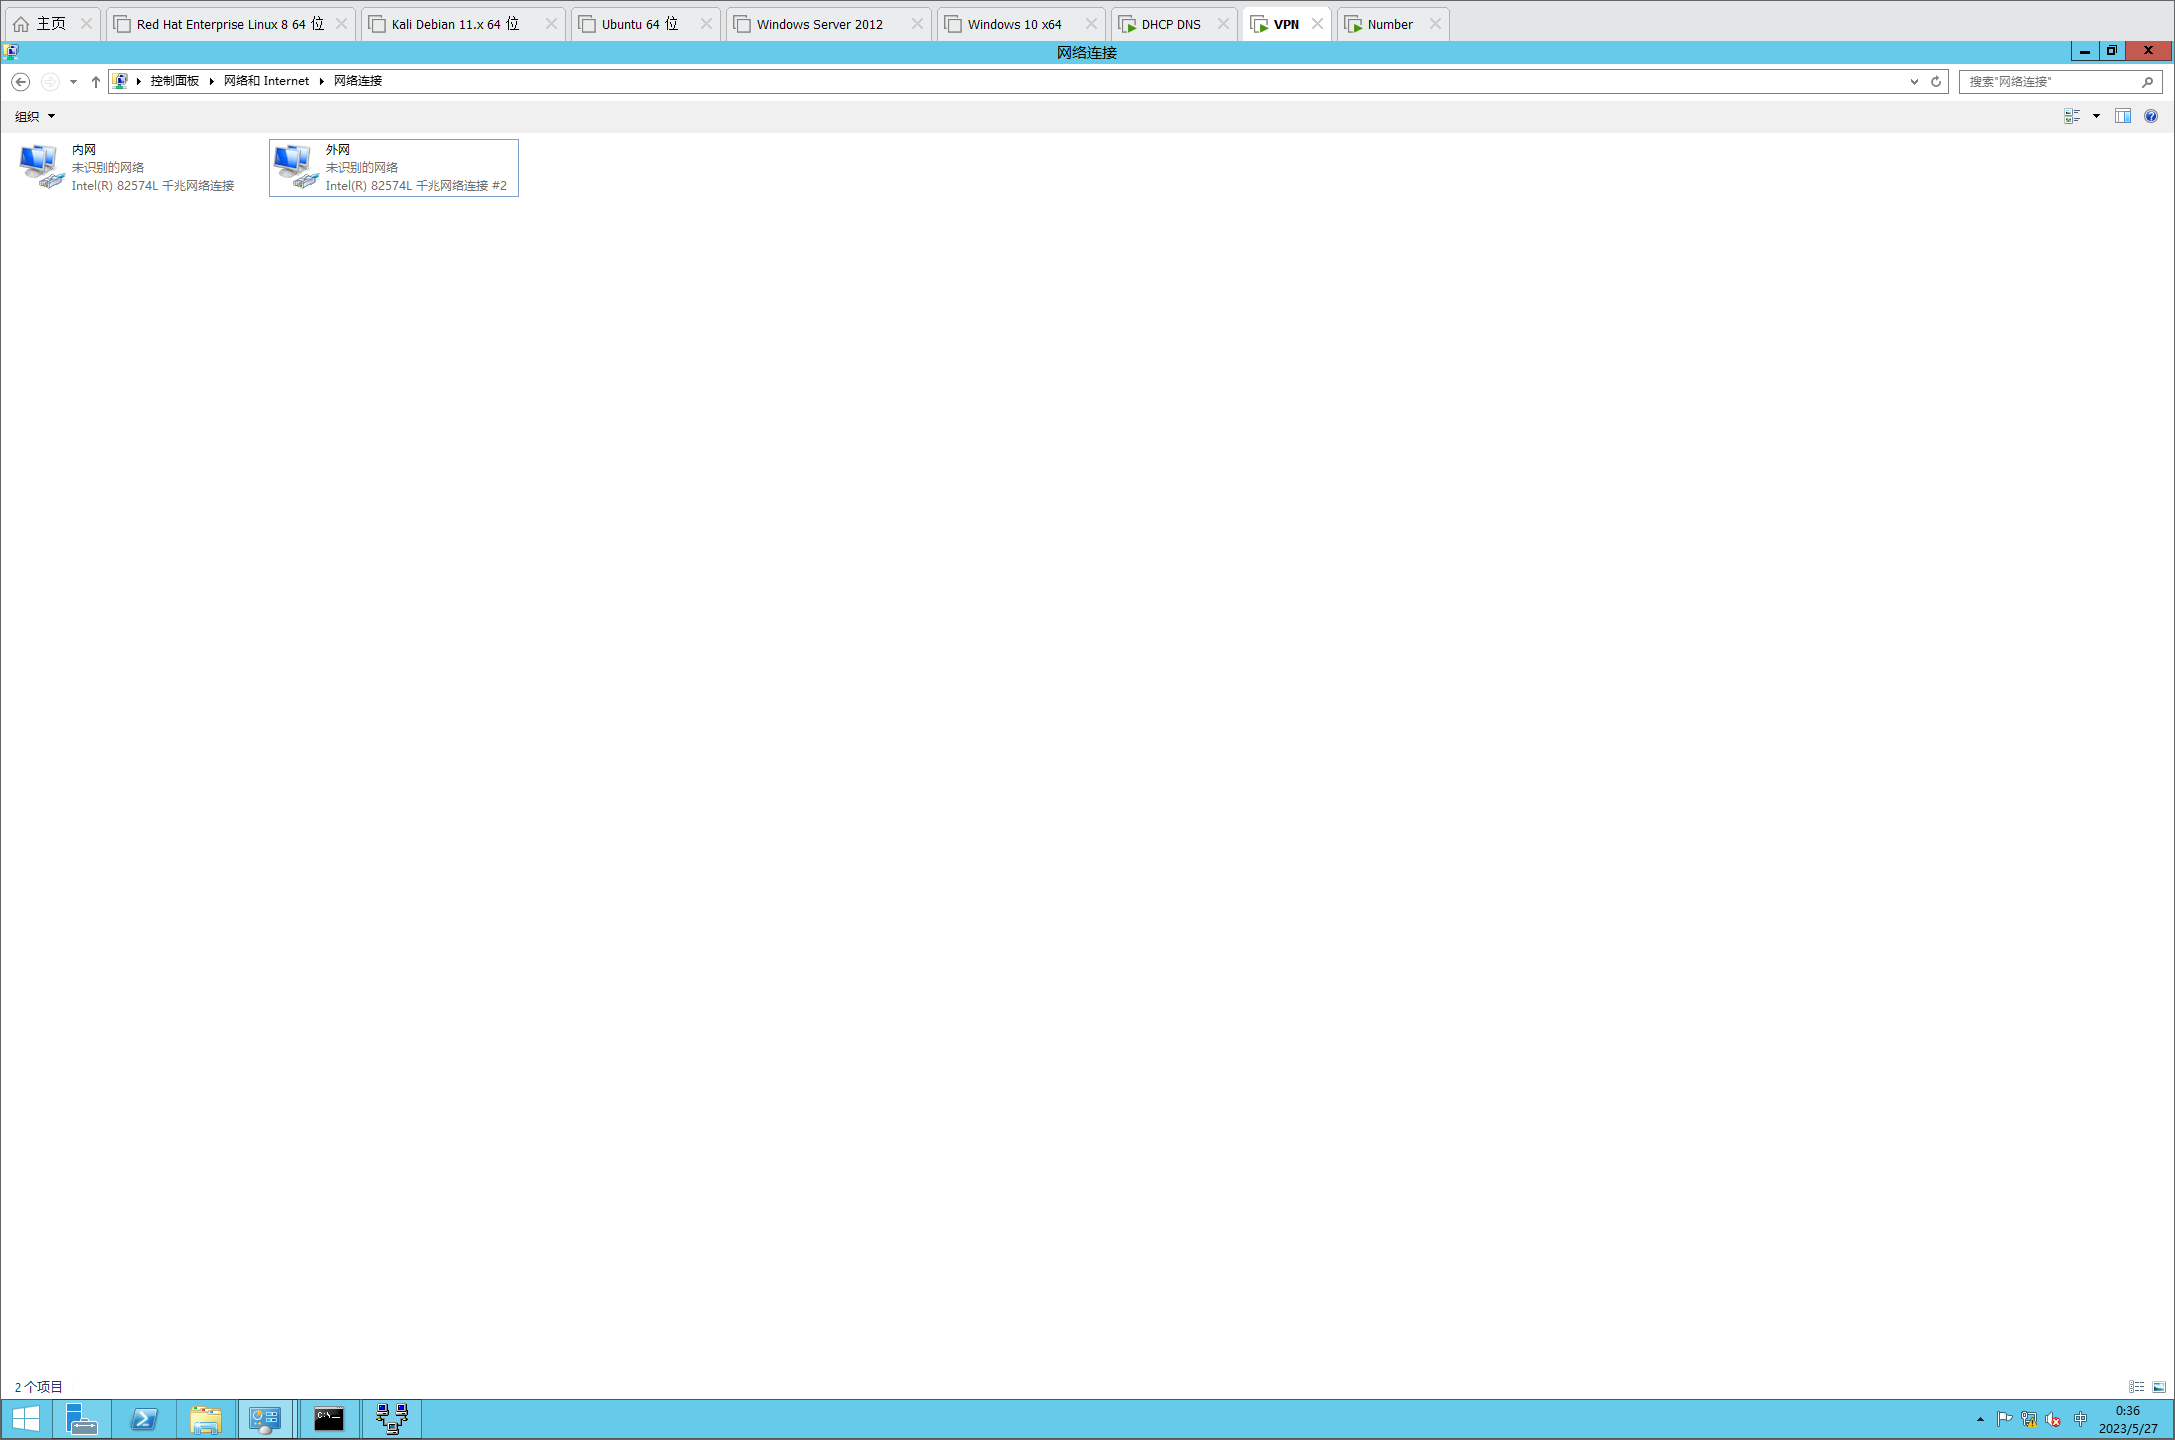 主页
Red Hat Enterprise Linux 8 64 位
Kali Debian 11.x 64 位
Ubuntu 64 位
Windows Server 2012
Windows 10 x64
DHCP DNS
VPN
Number
网络连接
控制面板
网络和 Internet
网络连接
搜索"网络连接"
组织
内网
未识别的网络
Intel(R) 82574L 千兆网络连接
外网
未识别的网络
Intel(R) 82574L 千兆网络连接 #2
2 个项目
C:\_
中
0:36
2023/5/27